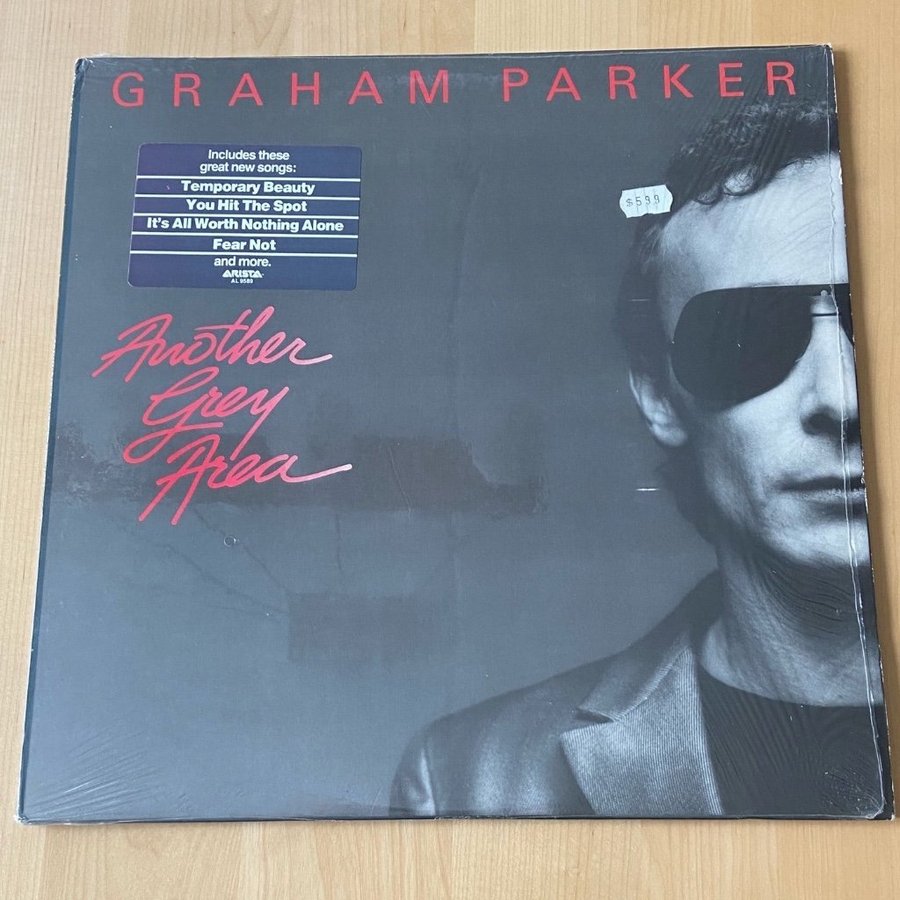 GRAHAM PARKER
Includes these
great new songs:
Temporary Beauty
You Hit The Spot
It's All Worth Nothing Alone
Fear Not
and more.
ARISTA
AL 9589
$5.99
Another
Grey
Area